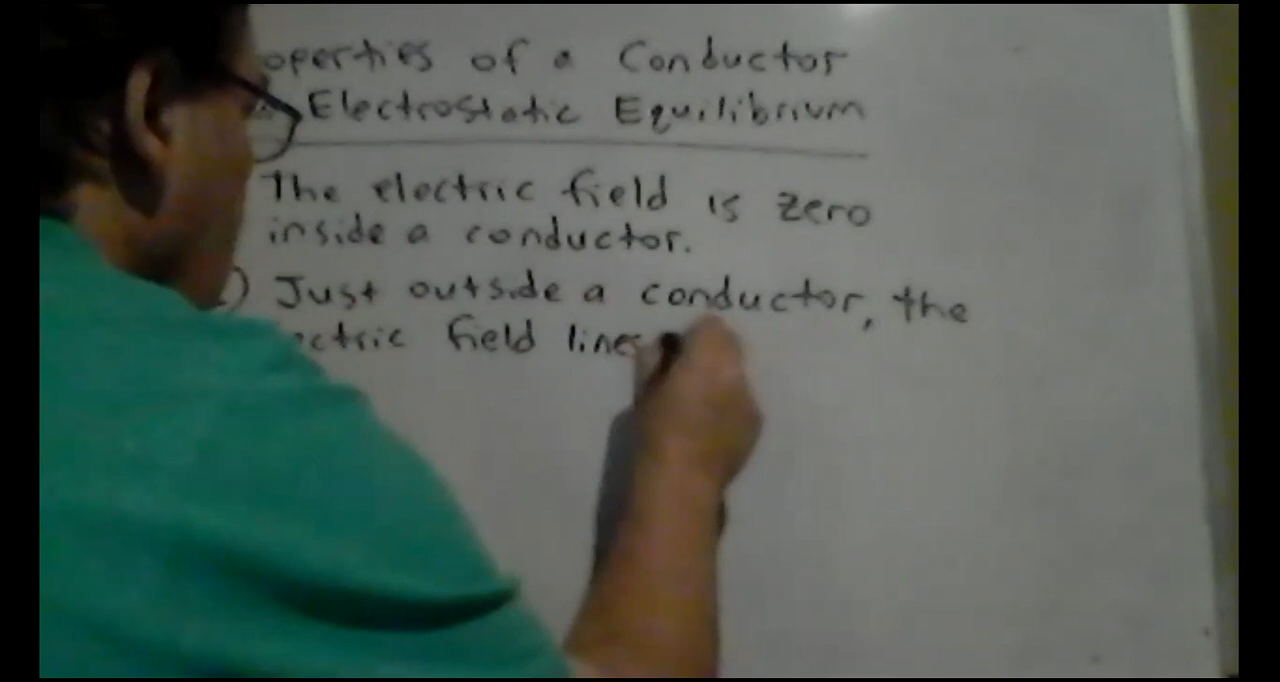 operties of a Conductor
Electrostatic Equilibrium
The electric field is zero
inside a conductor.
) Just outside a conductor, the
ctric field lines